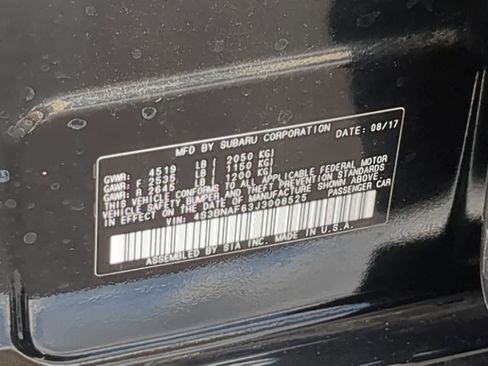 MFD BY SUBARU CORPORATION DATE: 08/17
GVWR: 4519 LB ( 2050 KG)
GAWR: F 2535 LB ( 1150 KG)
GAWR: R 2645 LB ( 1200 KG)
THIS VEHICLE CONFORMS TO ALL APPLICABLE FEDERAL MOTOR
VEHICLE SAFETY, BUMPER, AND THEFT PREVENTION STANDARDS
IN EFFECT ON THE DATE OF MANUFACTURE SHOWN ABOVE.
VIN: 4S3BNAF63J3008525 PASSENGER CAR
ASSEMBLED BY SIA INC. MADE IN U.S.A.